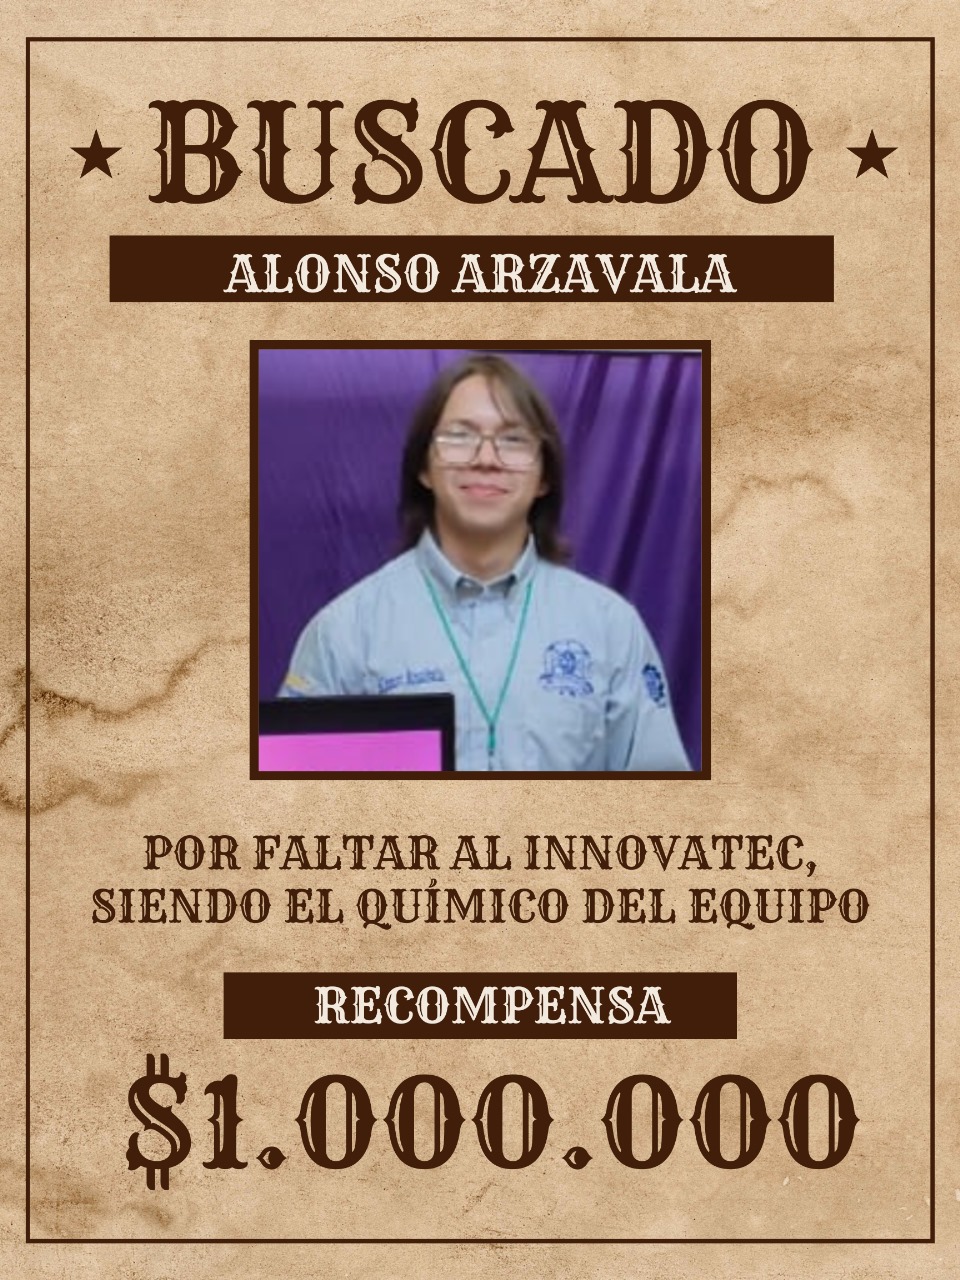 BUSCADO
ALONSO ARZAVALA
POR FALTAR AL INNOVATEC,
SIENDO EL QUÍMICO DEL EQUIPO
RECOMPENSA
$1.000.000